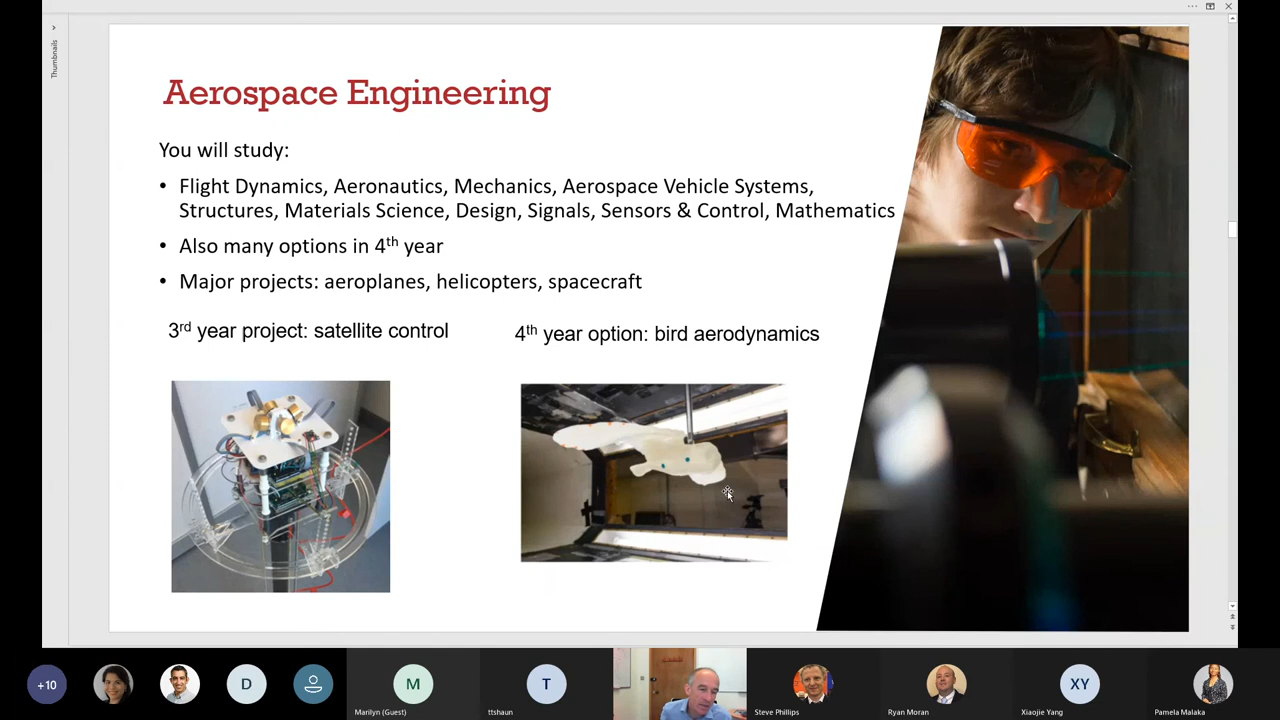 Thumbnails
Aerospace Engineering
You will study:
• Flight Dynamics, Aeronautics, Mechanics, Aerospace Vehicle Systems,
Structures, Materials Science, Design, Signals, Sensors & Control, Mathematics
• Also many options in 4th year
• Major projects: aeroplanes, helicopters, spacecraft
3rd year project: satellite control
4th year option: bird aerodynamics
+10
D
M
Marilyn (Guest)
T
ttshaun
Steve Phillips
Ryan Moran
XY
Xiaojie Yang
Pamela Malaka